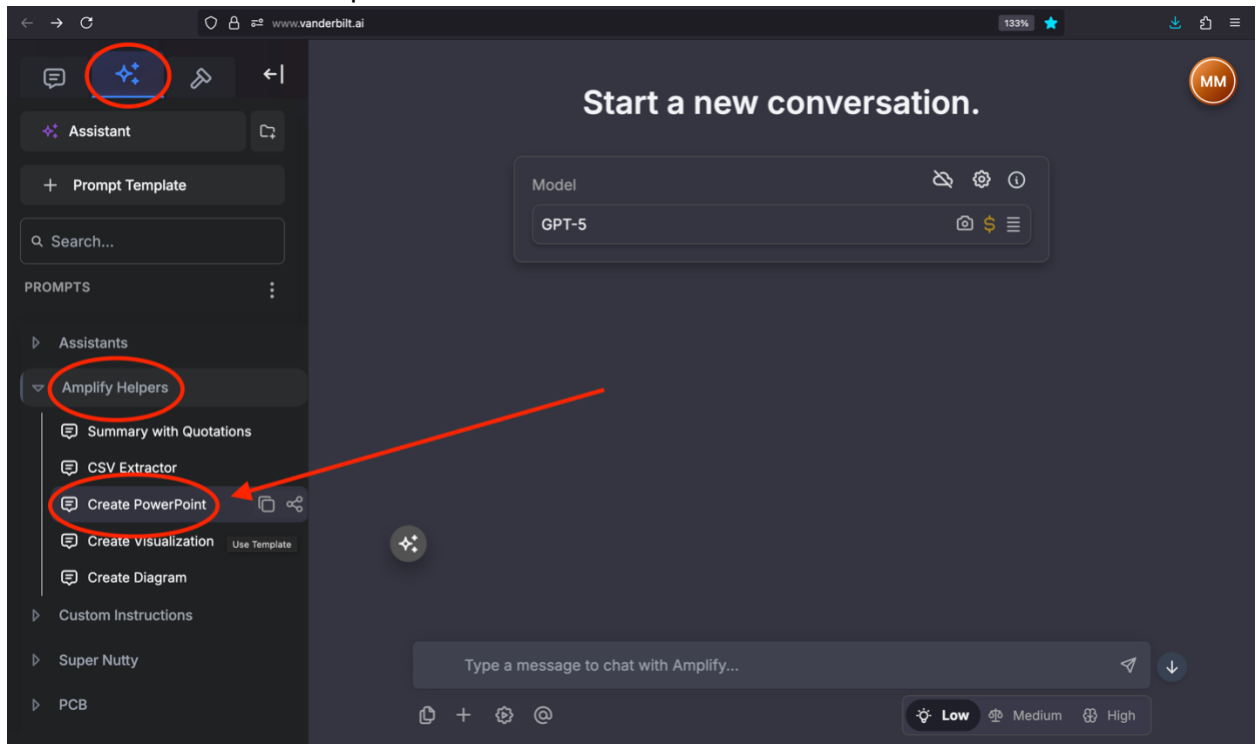 www.vanderbilt.ai
133%
MM
Assistant
Prompt Template
Search...
PROMPTS
Assistants
Amplify Helpers
Summary with Quotations
CSV Extractor
Create PowerPoint
Create Visualization
Use Template
Create Diagram
Custom Instructions
Super Nutty
PCB
Start a new conversation.
Model
GPT-5
$
Type a message to chat with Amplify...
Low Medium High